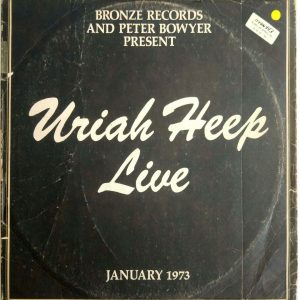 BRONZE RECORDS
AND PETER BOWYER
PRESENT
Uriah Heep
Live
JANUARY 1973